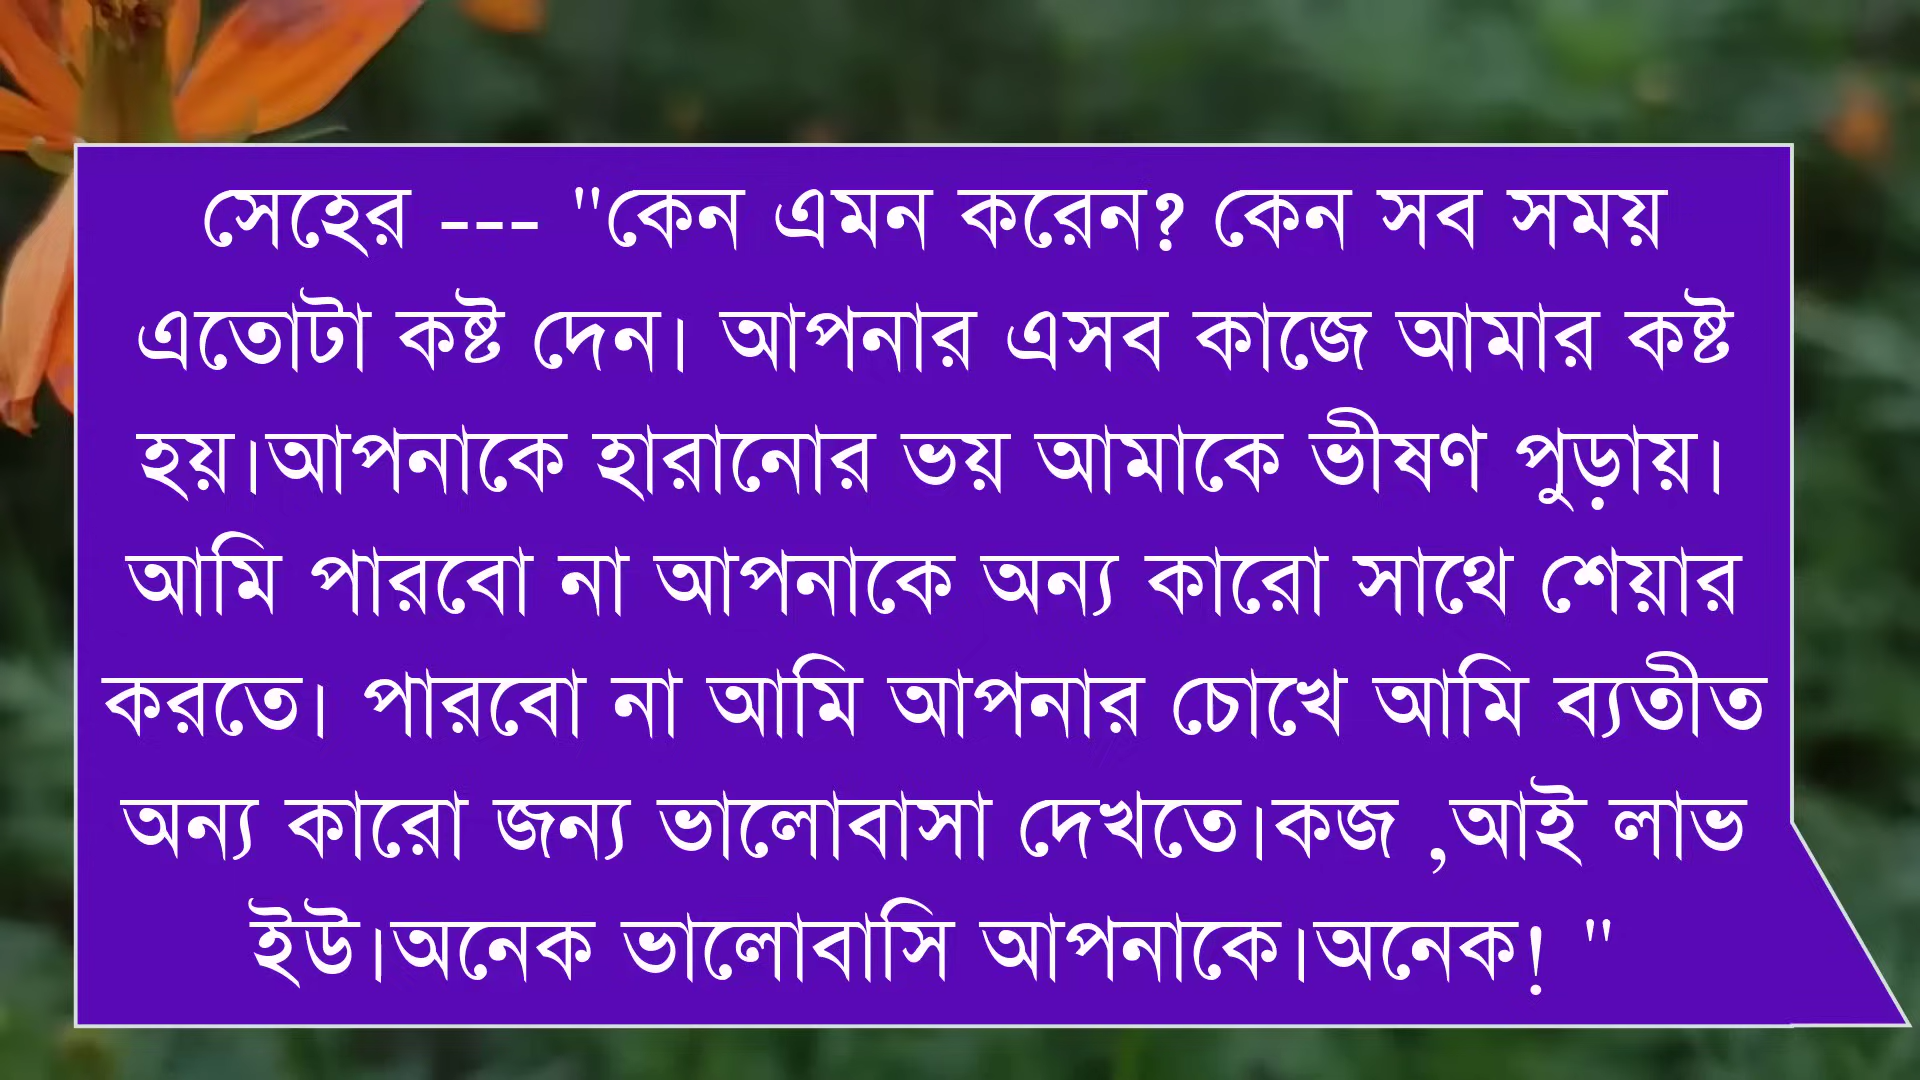 সেহের --- "কেন এমন করেন? কেন সব সময়
এতোটা কষ্ট দেন। আপনার এসব কাজে আমার কষ্ট
হয়।আপনাকে হারানোর ভয় আমাকে ভীষণ পুড়ায়।
আমি পারবো না আপনাকে অন্য কারো সাথে শেয়ার
করতে। পারবো না আমি আপনার চোখে আমি ব্যতীত
অন্য কারো জন্য ভালোবাসা দেখতে।কজ ,আই লাভ
ইউ।অনেক ভালোবাসি আপনাকে।অনেক! "